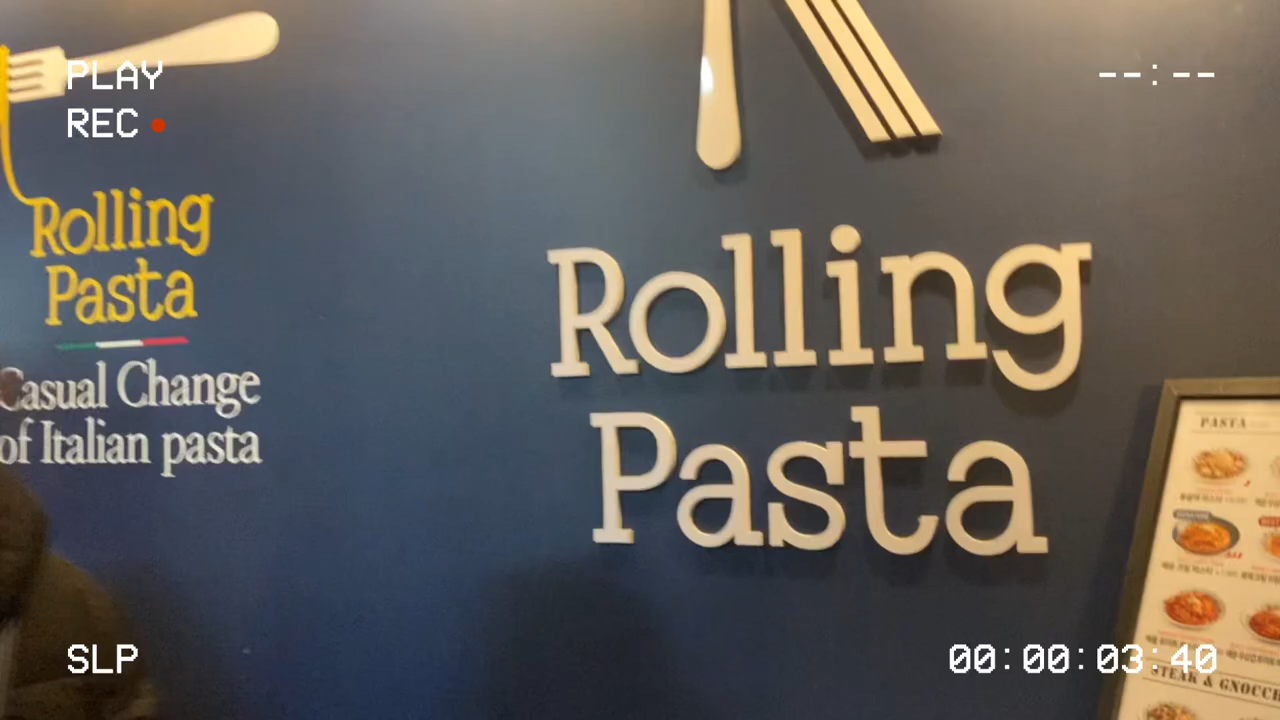 PLAY
REC
--:--
Rolling
Pasta
Casual Change
of Italian pasta
Rolling
Pasta
PASTA
STEAK & GNOCCH
SLP
00:00:03:40